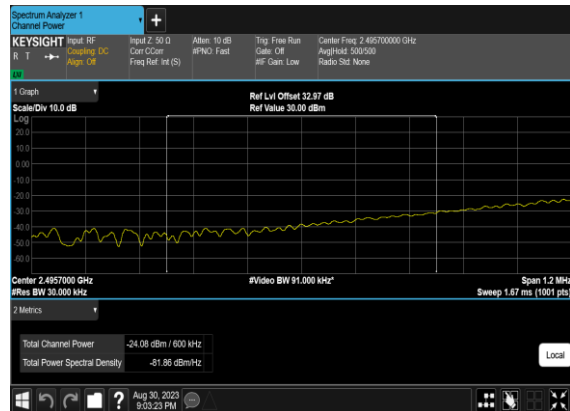 Spectrum Analyzer 1
Channel Power
KEYSIGHT Input: RF Input Z: 50 Ω Atten: 10 dB Trig: Free Run Center Freq: 2.495700000 GHz
R T Coupling: DC Corr CCorr #PNO: Fast Gate: Off Avg|Hold: 500/500
Align: Off Freq Ref: Int (S) #IF Gain: Low Radio Std: None
1 Graph
Ref Lvl Offset 32.97 dB
Scale/Div 10.0 dB Ref Value 30.00 dBm
Log
20.0
10.0
0.00
-10.0
-20.0
-30.0
-40.0
-50.0
-60.0
Center 2.4957000 GHz #Video BW 91.000 kHz* Span 1.2 MHz
#Res BW 30.000 kHz Sweep 1.67 ms (1001 pts)
2 Metrics
Total Channel Power -24.08 dBm / 600 kHz
Total Power Spectral Density -81.86 dBm/Hz
Local
Aug 30, 2023
9:03:23 PM